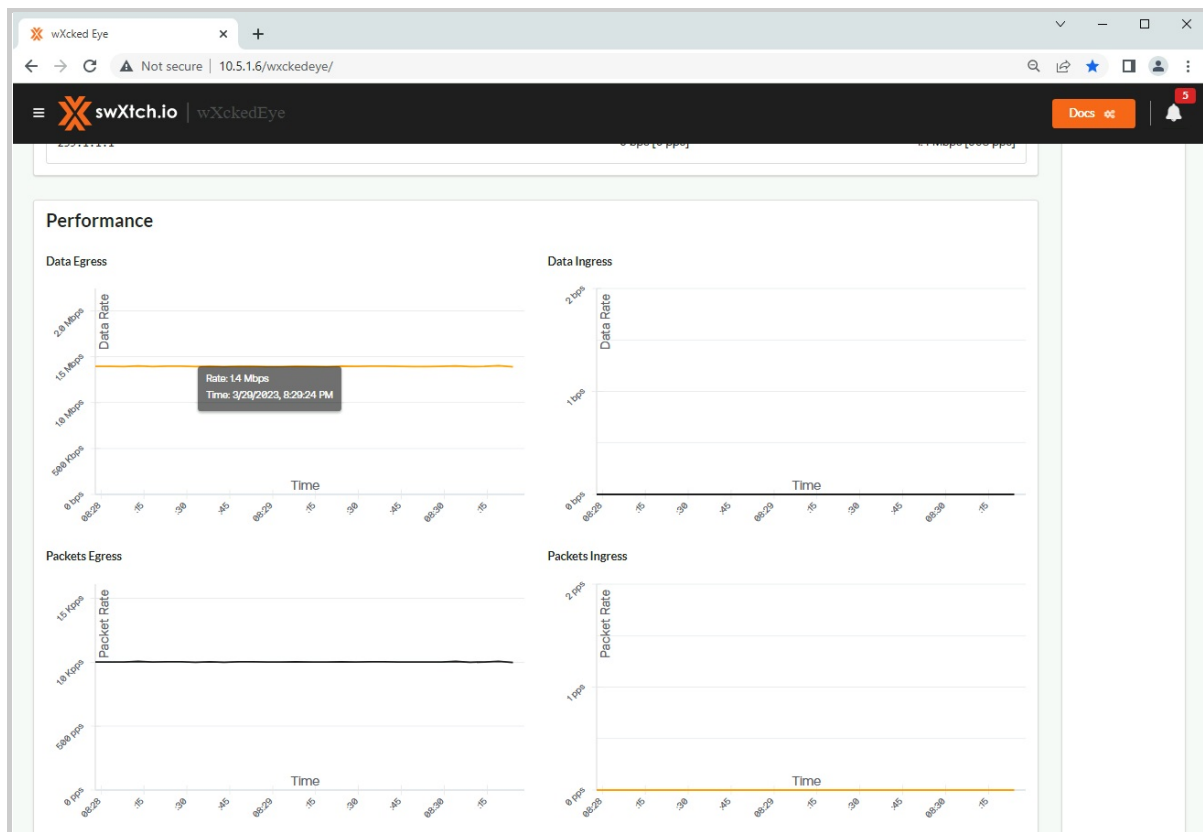 wXcked Eye
Not secure | 10.5.1.6/wxckedeye/
swXtch.io | wXckedEye
Docs
5
Performance
Data Egress
Data Ingress
2.0 Mbps
1.5 Mbps
1.0 Mbps
500 Kbps
0 bps
Data Rate
Rate: 1.4 Mbps
Time: 3/29/2023, 8:29:24 PM
Time
08:28 :15 :30 :45 08:29 :15 :30 :45 08:30 :15
2 bps
1 bps
0 bps
Data Rate
Time
08:28 :15 :30 :45 08:29 :15 :30 :45 08:30 :15
Packets Egress
Packets Ingress
1.5 Kpps
1.0 Kpps
500 pps
0 pps
Packet Rate
Time
08:28 :15 :30 :45 08:29 :15 :30 :45 08:30 :15
2 pps
1 pps
0 pps
Packet Rate
Time
08:28 :15 :30 :45 08:29 :15 :30 :45 08:30 :15